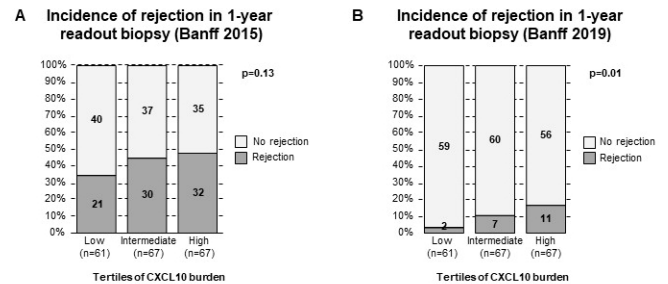 A Incidence of rejection in 1-year
readout biopsy (Banff 2015)
100%
90%
80%
70%
60%
50%
40%
30%
20%
10%
0%
40
37
35
21
30
32
p=0.13
No rejection
Rejection
Low
(n=61)
Intermediate
(n=67)
High
(n=67)
Tertiles of CXCL10 burden
B Incidence of rejection in 1-year
readout biopsy (Banff 2019)
100%
90%
80%
70%
60%
50%
40%
30%
20%
10%
0%
59
60
56
2
7
11
p=0.01
No rejection
Rejection
Low
(n=61)
Intermediate
(n=67)
High
(n=67)
Tertiles of CXCL10 burden